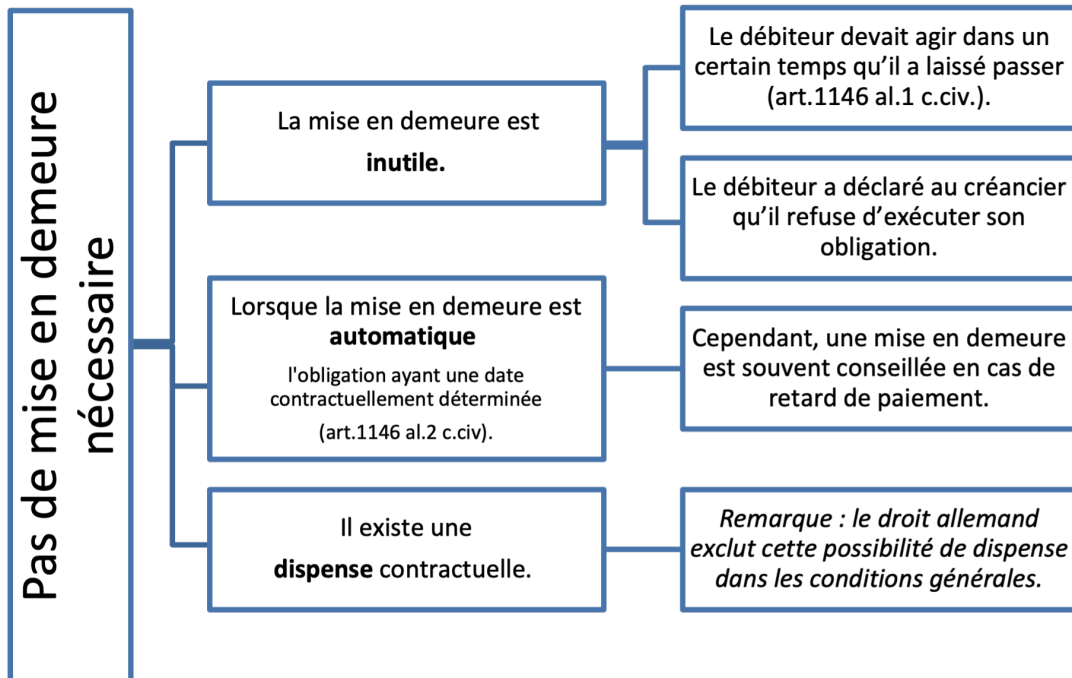 Pas de mise en demeure
nécessaire
La mise en demeure est
inutile.
Le débiteur devait agir dans un
certain temps qu’il a laissé passer
(art.1146 al.1 c.civ.).
Le débiteur a déclaré au créancier
qu’il refuse d’exécuter son
obligation.
Lorsque la mise en demeure est
automatique
l'obligation ayant une date
contractuellement déterminée
(art.1146 al.2 c.civ).
Cependant, une mise en demeure
est souvent conseillée en cas de
retard de paiement.
Il existe une
dispense contractuelle.
Remarque : le droit allemand
exclut cette possibilité de dispense
dans les conditions générales.